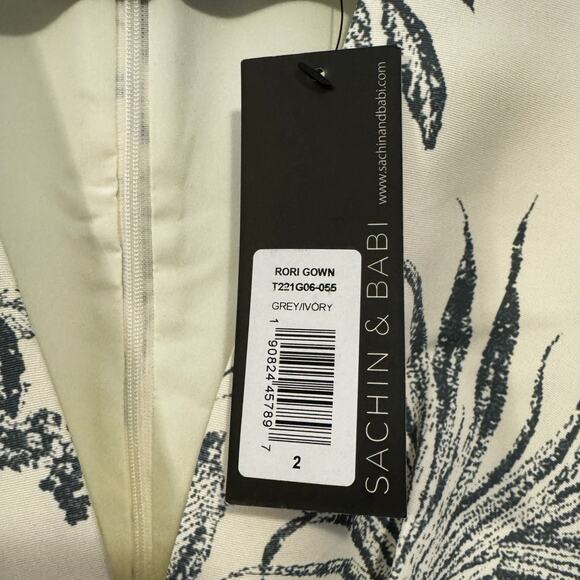 RORI GOWN
T221G06-055
GREY/IVORY
1 90824 45789 7
2
SACHIN & BABI
www.sachinandbabi.com